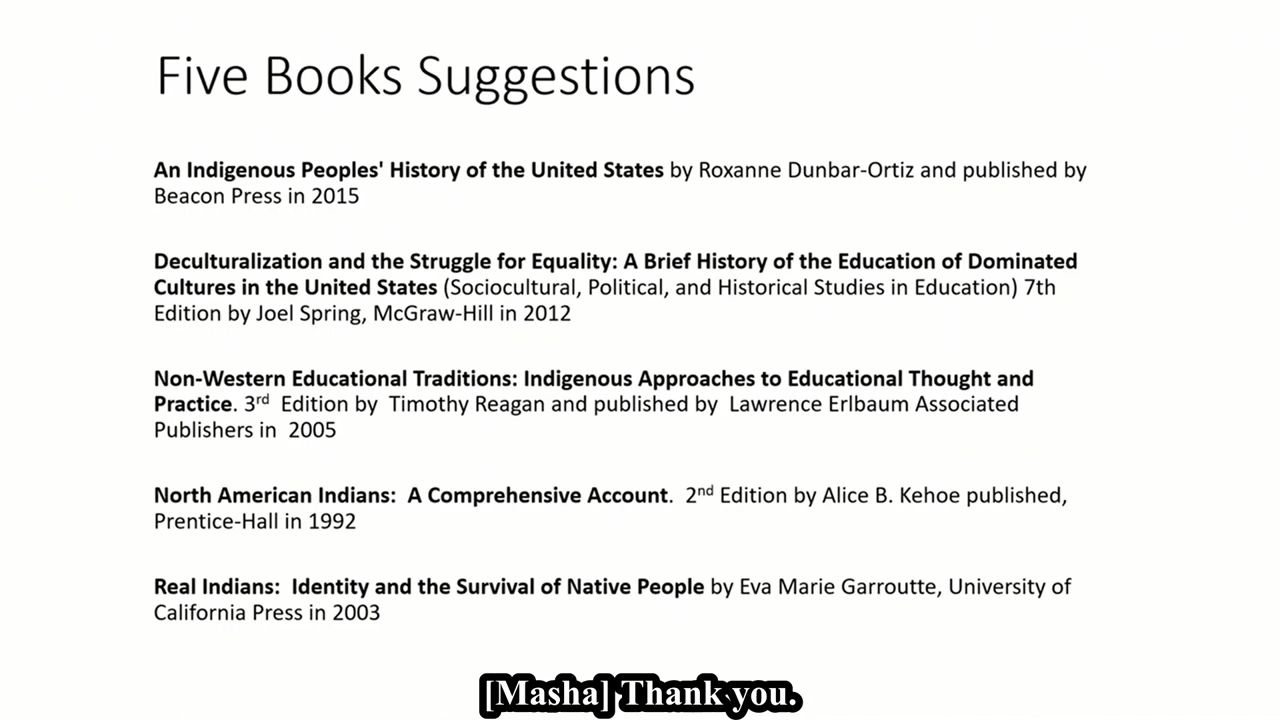 Five Books Suggestions
An Indigenous Peoples' History of the United States by Roxanne Dunbar-Ortiz and published by
Beacon Press in 2015
Deculturalization and the Struggle for Equality: A Brief History of the Education of Dominated
Cultures in the United States (Sociocultural, Political, and Historical Studies in Education) 7th
Edition by Joel Spring, McGraw-Hill in 2012
Non-Western Educational Traditions: Indigenous Approaches to Educational Thought and
Practice. 3rd Edition by Timothy Reagan and published by Lawrence Erlbaum Associated
Publishers in 2005
North American Indians: A Comprehensive Account. 2nd Edition by Alice B. Kehoe published,
Prentice-Hall in 1992
Real Indians: Identity and the Survival of Native People by Eva Marie Garroutte, University of
California Press in 2003
[Masha] Thank you.